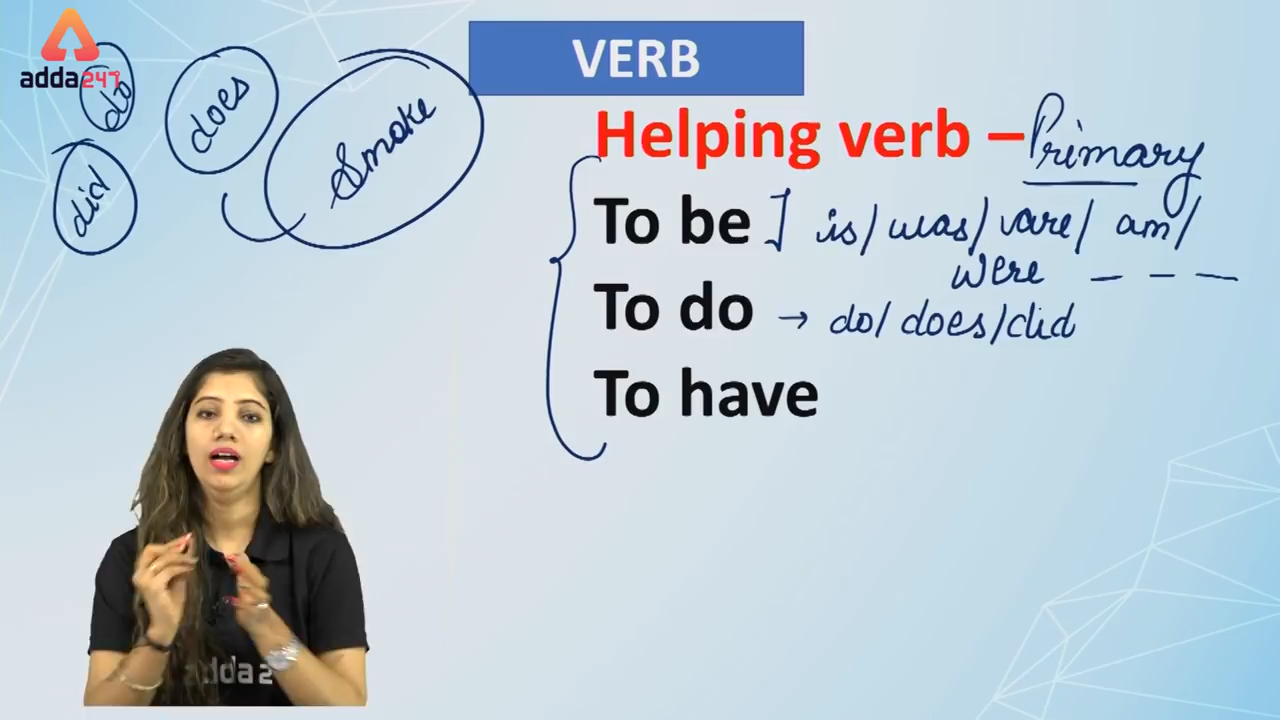 adda247
do
does
Smoke
did
VERB
Helping verb – Primary
To be ] is/was/are/am/
were - - -
To do → do/does/did
To have
adda2